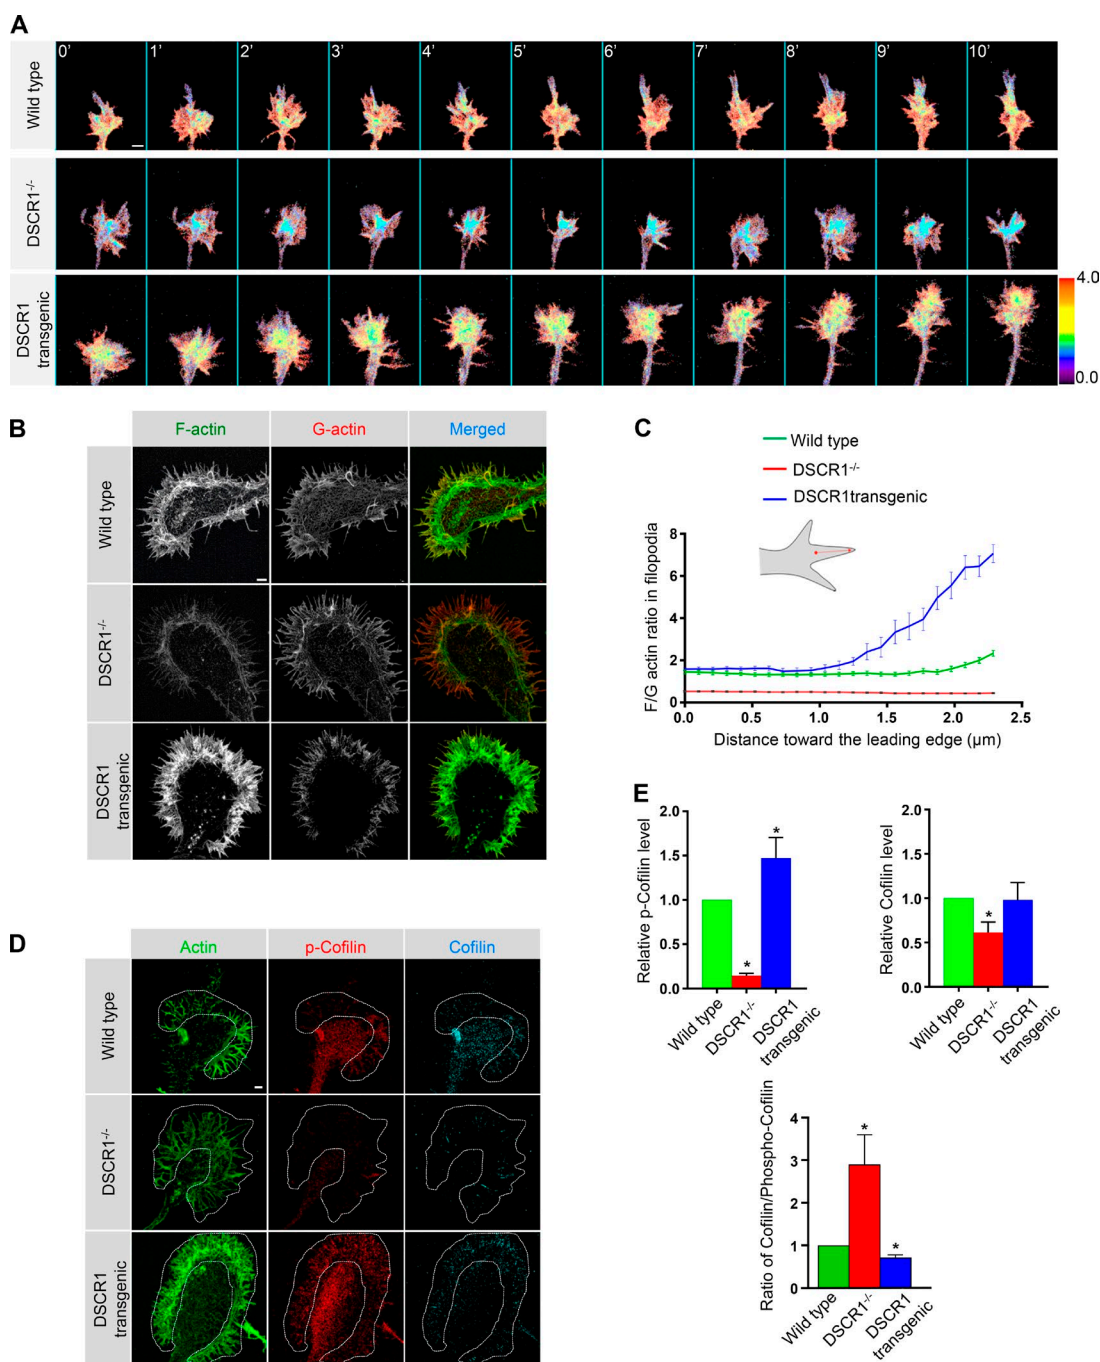 A
0' 1' 2' 3' 4' 5' 6' 7' 8' 9' 10'
Wild type
DSCR1-/-
DSCR1
transgenic
4.0
0.0
B
F-actin G-actin Merged
Wild type
DSCR1-/-
DSCR1
transgenic
C
Wild type
DSCR1-/-
DSCR1transgenic
F/G actin ratio in filopodia
8
6
4
2
0
0.0 0.5 1.0 1.5 2.0 2.5
Distance toward the leading edge (µm)
D
Actin p-Cofilin Cofilin
Wild type
DSCR1-/-
DSCR1
transgenic
E
Relative p-Cofilin level
2.0
1.5
1.0
0.5
0.0
*
*
Wild type
DSCR1-/-
DSCR1
transgenic
Relative Cofilin level
2.0
1.5
1.0
0.5
0.0
*
Wild type
DSCR1-/-
DSCR1
transgenic
Ratio of Cofilin/Phospho-Cofilin
4
3
2
1
0
*
*
Wild type
DSCR1-/-
DSCR1
transgenic